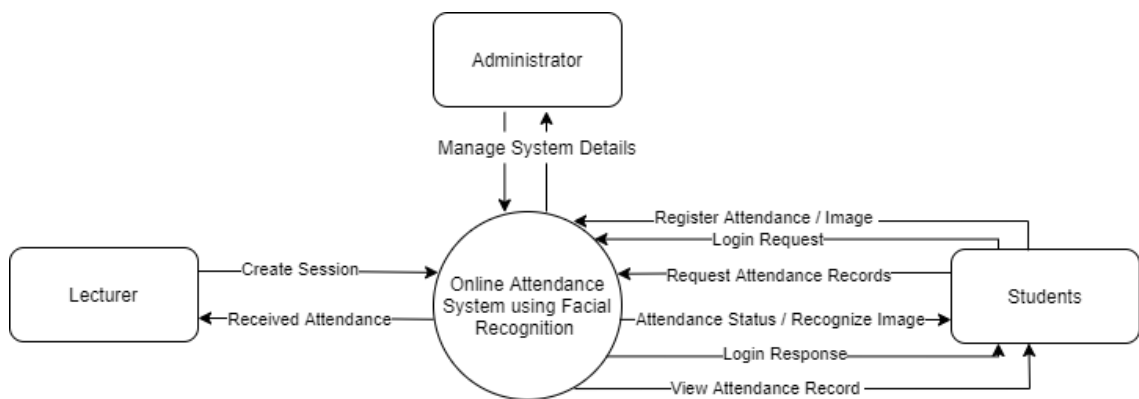 Administrator
Manage System Details
Register Attendance / Image
Login Request
Create Session
Request Attendance Records
Lecturer
Online Attendance
System using Facial
Recognition
Students
Received Attendance
Attendance Status / Recognize Image
Login Response
View Attendance Record